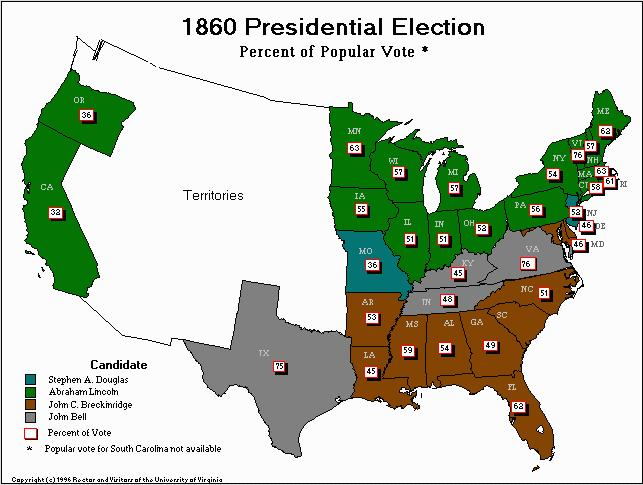 1860 Presidential Election
Percent of Popular Vote *
OR
36
CA
32
Territories
MN
63
WI
57
MI
57
IA
55
IL
51
IN
51
OH
52
PA
56
NY
54
VT
76
NH
57
ME
62
MA
63
RI
61
CT
58
NJ
52
DE
46
MD
46
MO
36
KY
45
VA
76
TN
48
NC
51
SC
AR
53
MS
59
AL
54
GA
49
LA
45
TX
75
FL
62
Candidate
Stephen A. Douglas
Abraham Lincoln
John C. Breckinridge
John Bell
Percent of Vote
* Popular vote for South Carolina not available
Copyright (c) 1996 Rector and Visitors of the University of Virginia